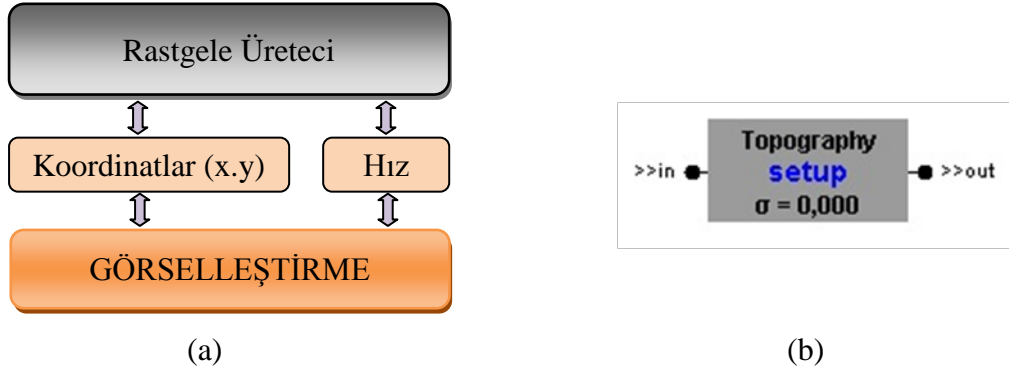 Rastgele Üreteci
Koordinatlar (x.y)
Hız
GÖRSELLEŞTİRME
(a)
Topography
>>in
setup
>>out
σ = 0,000
(b)